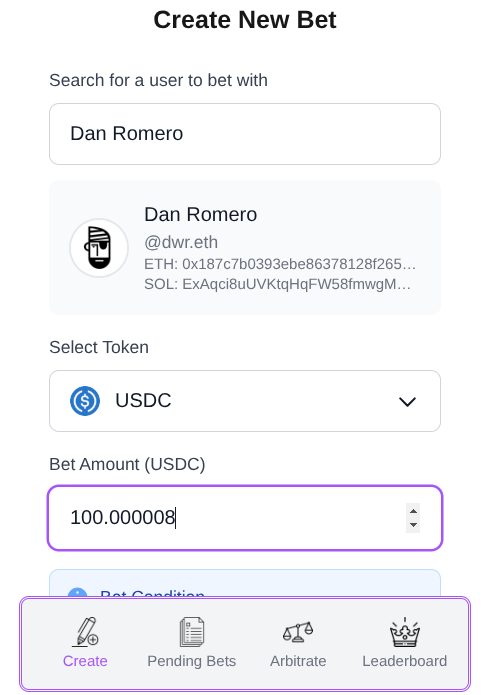 Create New Bet
Search for a user to bet with
Dan Romero
Dan Romero
@dwr.eth
ETH: 0x187c7b0393ebe86378128f265...
SOL: ExAqci8uUVKtqHqFW58fmwgM...
Select Token
USDC
Bet Amount (USDC)
100.000008
Bet Condition
Create
Pending Bets
Arbitrate
Leaderboard